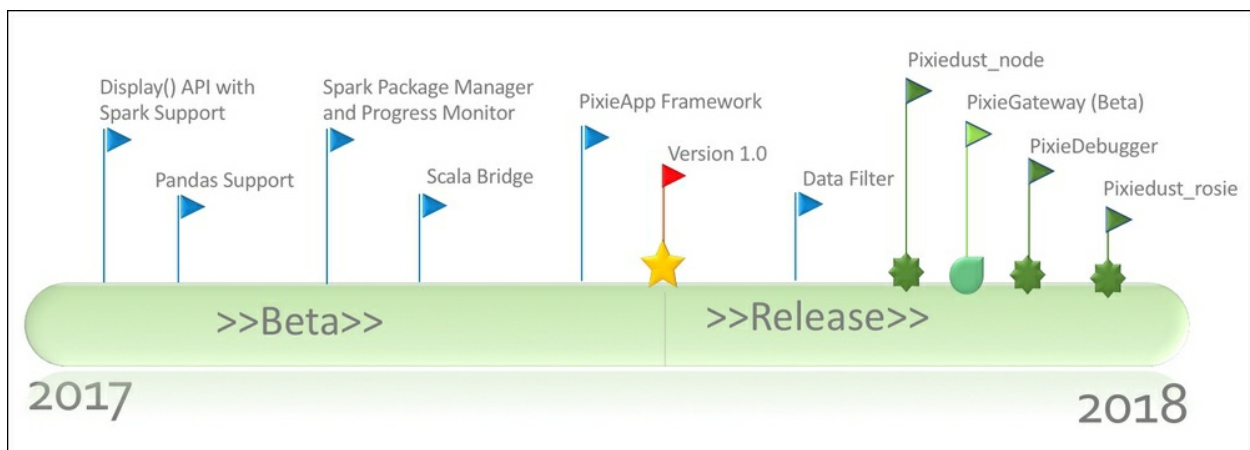 Display() API with
Spark Support
Pandas Support
Spark Package Manager
and Progress Monitor
Scala Bridge
PixieApp Framework
Version 1.0
Data Filter
Pixiedust_node
PixieGateway (Beta)
PixieDebugger
Pixiedust_rosie
>>Beta>>
>>Release>>
2017
2018